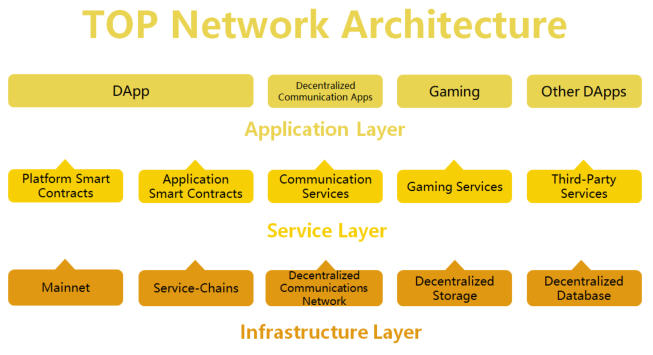 TOP Network Architecture
DApp
Decentralized
Communication Apps
Gaming
Other DApps
Application Layer
Platform Smart
Contracts
Application
Smart Contracts
Communication
Services
Gaming Services
Third-Party
Services
Service Layer
Mainnet
Service-Chains
Decentralized
Communications
Network
Decentralized
Storage
Decentralized
Database
Infrastructure Layer